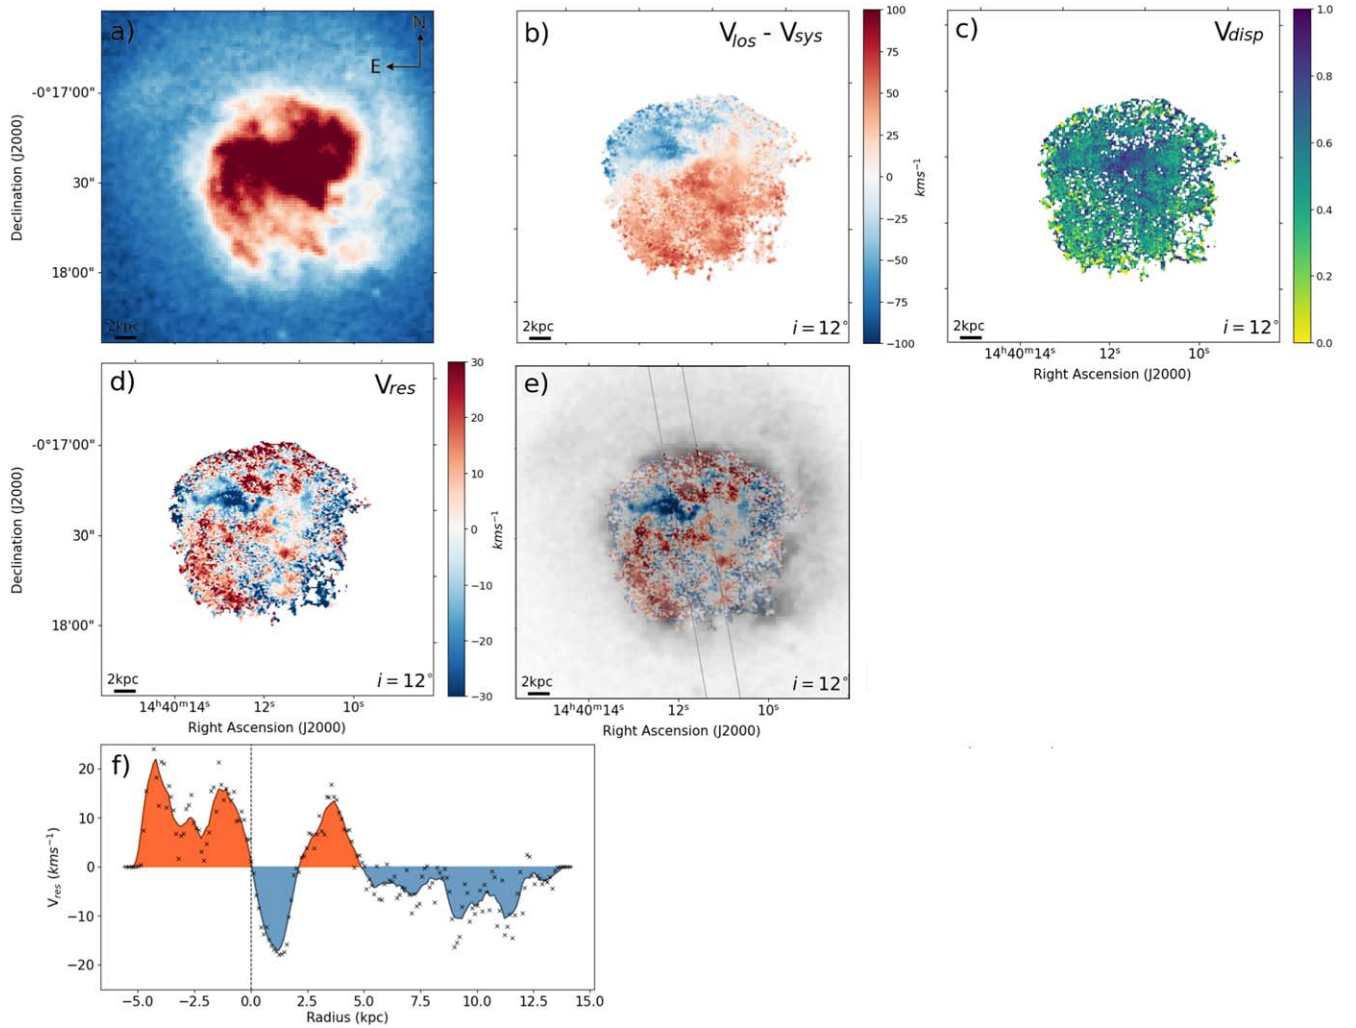 a)
N
E
-0°17'00"
30"
18'00"
Declination (J2000)
2kpc
b)
Vlos - Vsys
2kpc
i = 12°
100
75
50
25
0
−25
−50
−75
−100
kms⁻¹
c)
Vdisp
2kpc
i = 12°
14ʰ40ᵐ14ˢ
12ˢ
10ˢ
Right Ascension (J2000)
1.0
0.8
0.6
0.4
0.2
0.0
d)
Vres
-0°17'00"
30"
18'00"
Declination (J2000)
2kpc
i = 12°
14ʰ40ᵐ14ˢ
12ˢ
10ˢ
Right Ascension (J2000)
30
20
10
0
−10
−20
−30
kms⁻¹
e)
2kpc
i = 12°
14ʰ40ᵐ14ˢ
12ˢ
10ˢ
Right Ascension (J2000)
f)
20
10
0
−10
−20
Vres (kms⁻¹)
−5.0
−2.5
0.0
2.5
5.0
7.5
10.0
12.5
15.0
Radius (kpc)